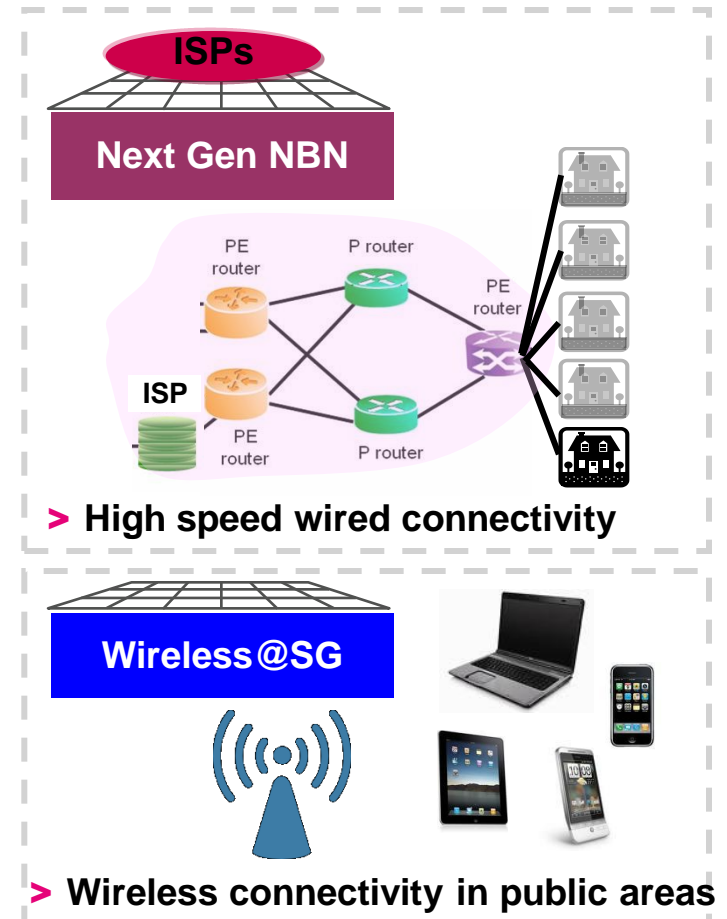 ISPs
Next Gen NBN
PE
router
P router
PE
router
ISP
PE
router
P router
> High speed wired connectivity
Wireless@SG
> Wireless connectivity in public areas